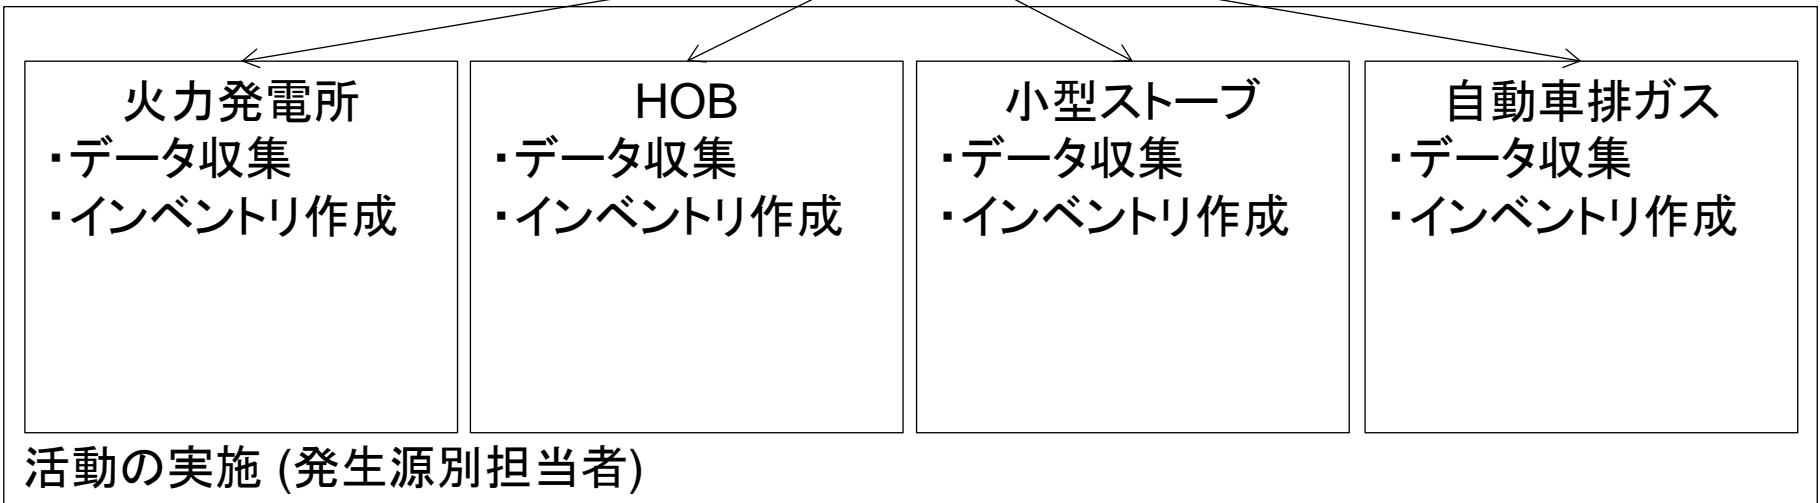 火力発電所
・データ収集
・インベントリ作成
HOB
・データ収集
・インベントリ作成
小型ストーブ
・データ収集
・インベントリ作成
自動車排ガス
・データ収集
・インベントリ作成
活動の実施 (発生源別担当者)